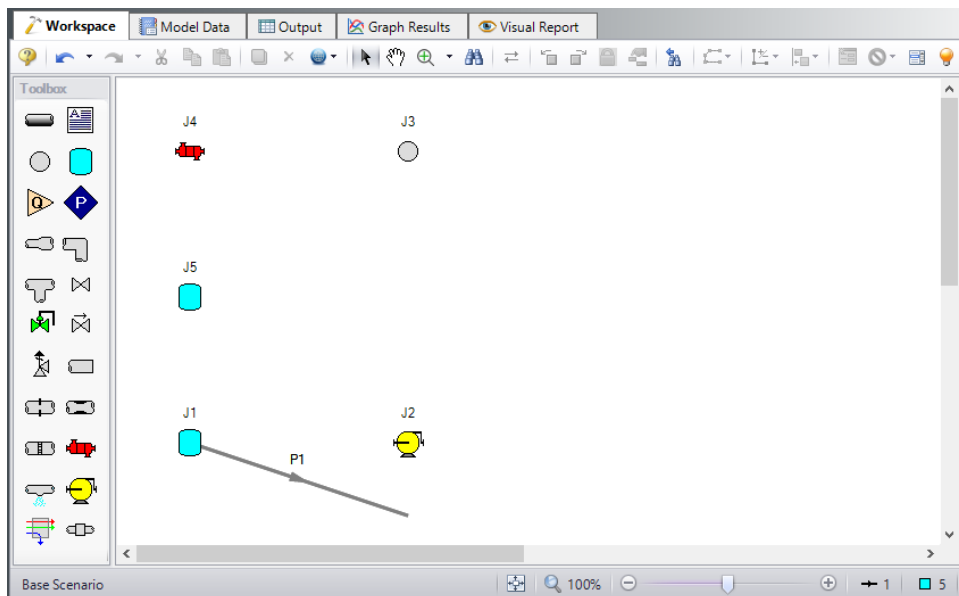 Workspace Model Data Output Graph Results Visual Report
Toolbox
A
Q P
J4 J3
J5
J1 J2
P1
Base Scenario 100% 1 5